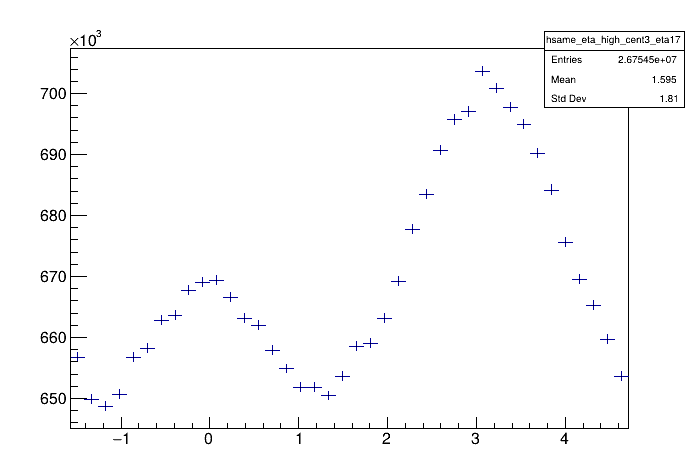 ×10³
hsame_eta_high_cent3_eta17
Entries 2.67545e+07
Mean 1.595
Std Dev 1.81
700
690
680
670
660
650
−1 0 1 2 3 4